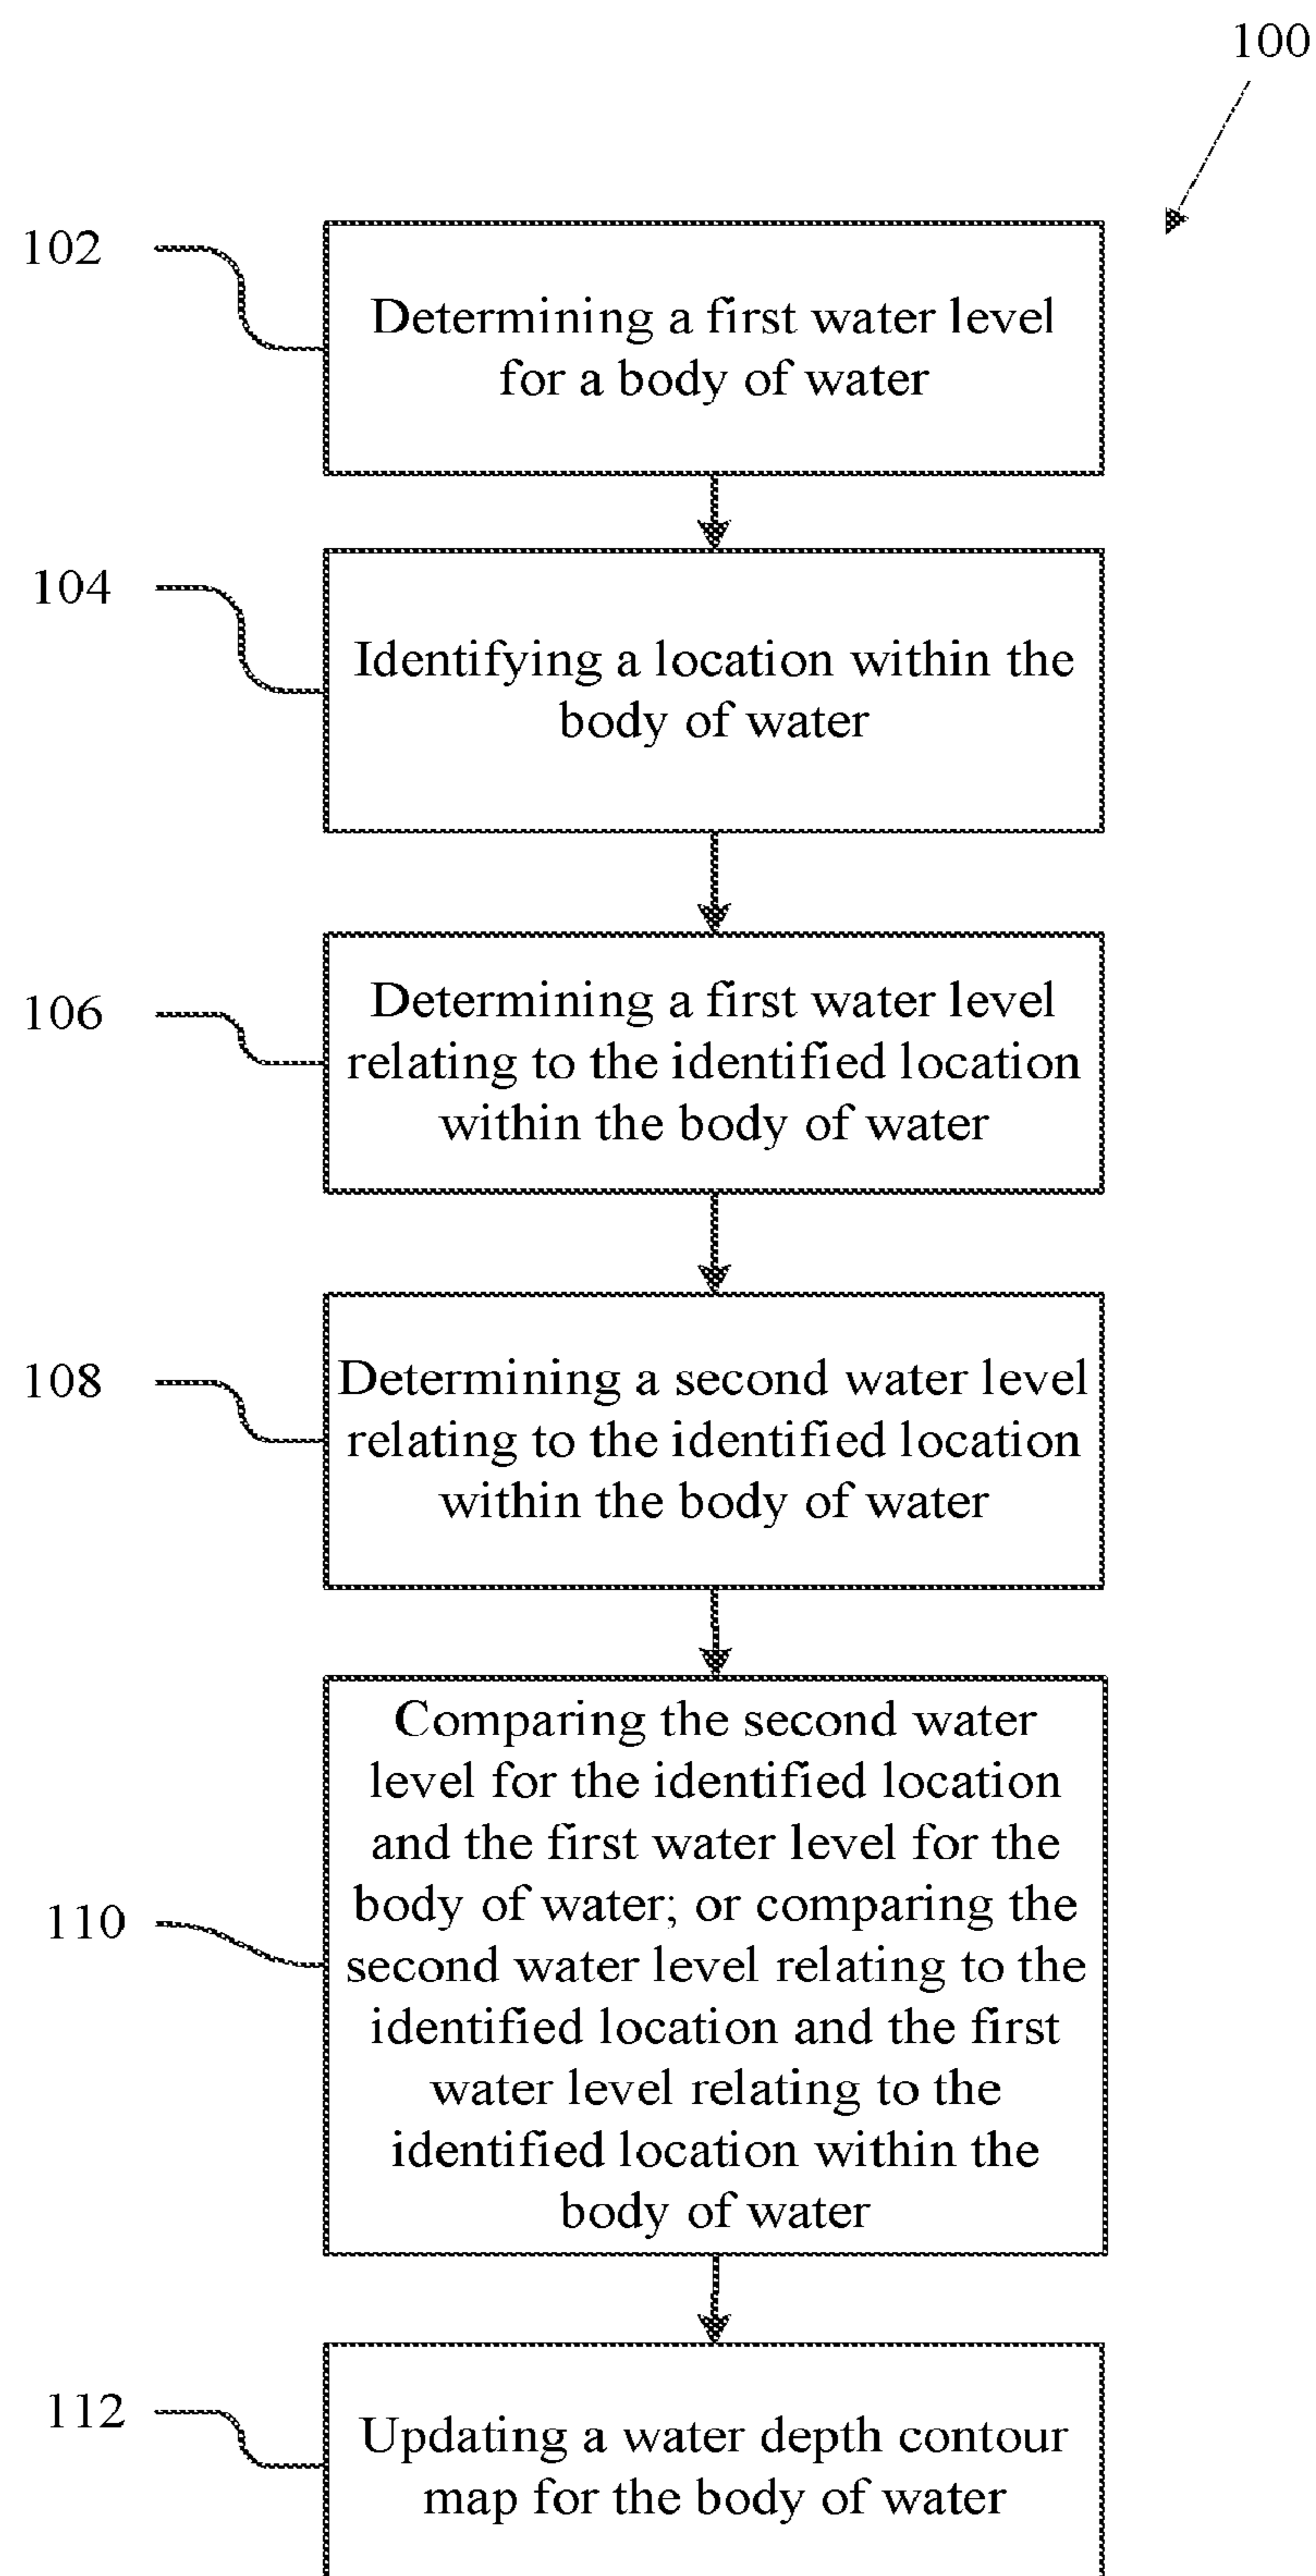 100
102
Determining a first water level
for a body of water
104
Identifying a location within the
body of water
106
Determining a first water level
relating to the identified location
within the body of water
108
Determining a second water level
relating to the identified location
within the body of water
110
Comparing the second water
level for the identified location
and the first water level for the
body of water; or comparing the
second water level relating to the
identified location and the first
water level relating to the
identified location within the
body of water
112
Updating a water depth contour
map for the body of water